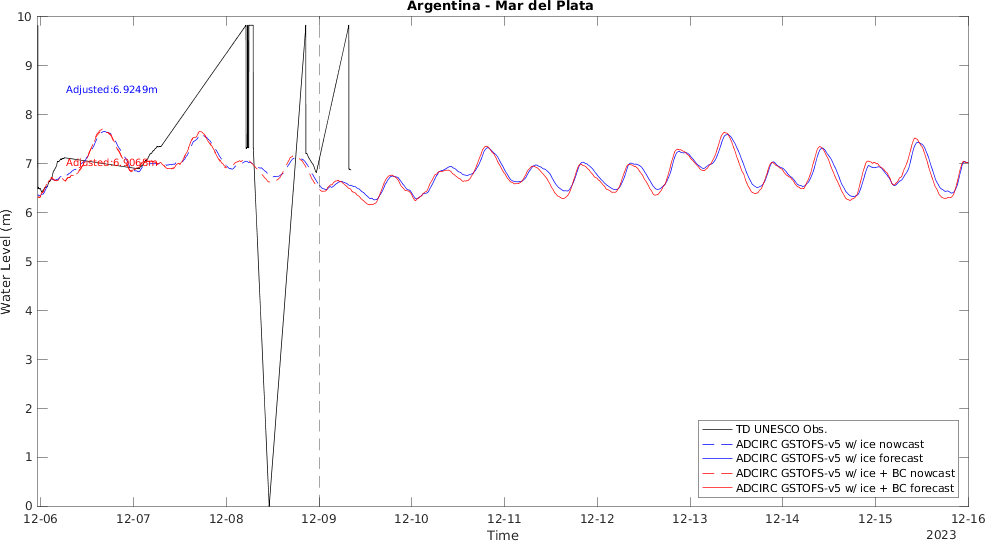 Argentina - Mar del Plata
Water Level (m)
10
9
8
7
6
5
4
3
2
1
0
Adjusted:6.9249m
12-06
12-07
12-08
12-09
12-10
12-11
12-12
12-13
12-14
12-15
12-16
Time
2023
TD UNESCO Obs.
ADCIRC GSTOFS-v5 w/ ice nowcast
ADCIRC GSTOFS-v5 w/ ice forecast
ADCIRC GSTOFS-v5 w/ ice + BC nowcast
ADCIRC GSTOFS-v5 w/ ice + BC forecast